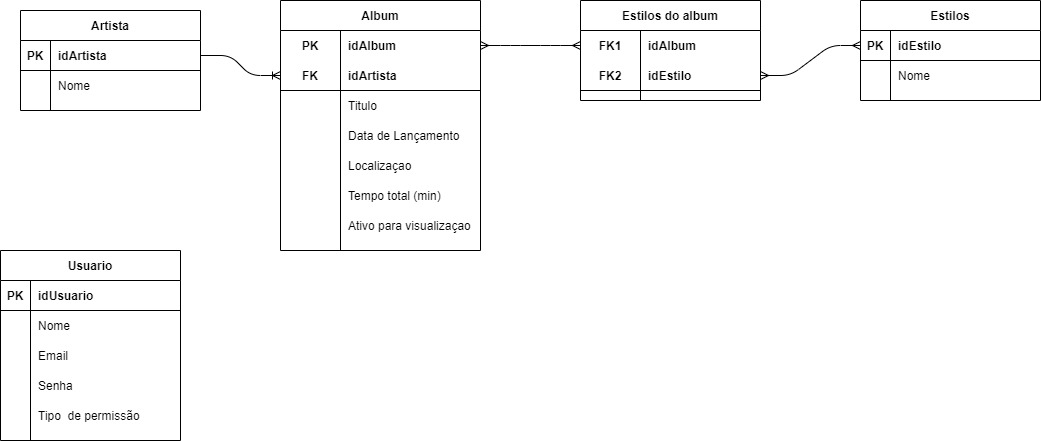 Artista
PK idArtista
Nome
Album
PK idAlbum
FK idArtista
Titulo
Data de Lançamento
Localizaçao
Tempo total (min)
Ativo para visualizaçao
Estilos do album
FK1 idAlbum
FK2 idEstilo
Estilos
PK idEstilo
Nome
Usuario
PK idUsuario
Nome
Email
Senha
Tipo  de permissão